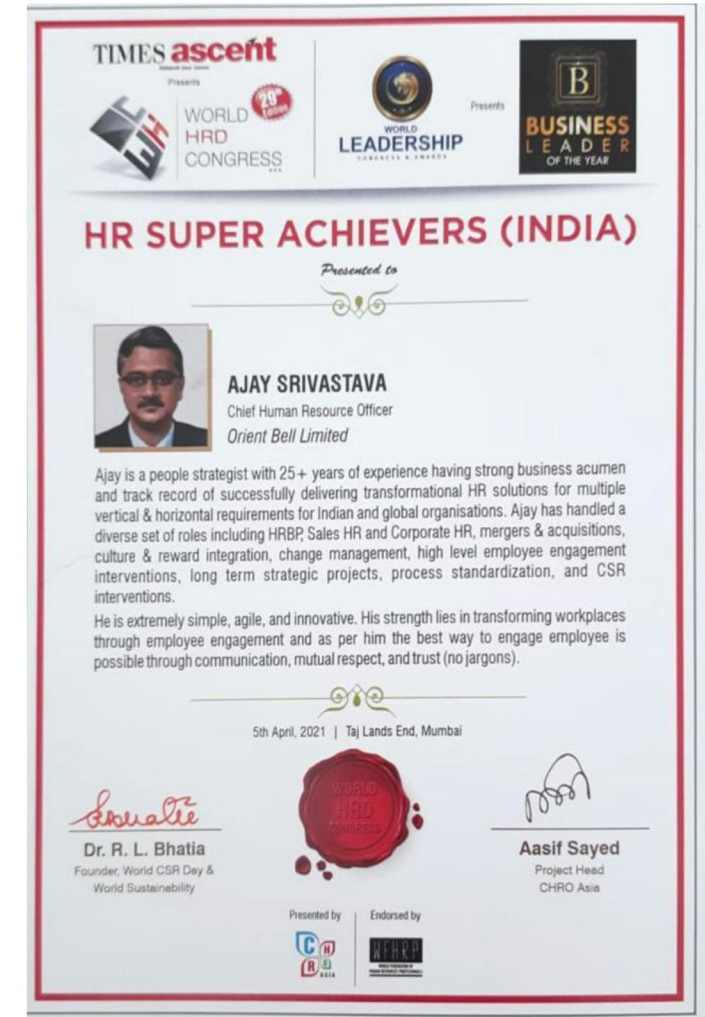 TIMES ascent
Presents
WORLD
HRD
CONGRESS
29th
Edition
WORLD
LEADERSHIP
CONGRESS & AWARDS
Presents
B
BUSINESS
LEADER
OF THE YEAR
HR SUPER ACHIEVERS (INDIA)
Presented to
AJAY SRIVASTAVA
Chief Human Resource Officer
Orient Bell Limited
Ajay is a people strategist with 25+ years of experience having strong business acumen
and track record of successfully delivering transformational HR solutions for multiple
vertical & horizontal requirements for Indian and global organisations. Ajay has handled a
diverse set of roles including HRBP, Sales HR and Corporate HR, mergers & acquisitions,
culture & reward integration, change management, high level employee engagement
interventions, long term strategic projects, process standardization, and CSR
interventions.
He is extremely simple, agile, and innovative. His strength lies in transforming workplaces
through employee engagement and as per him the best way to engage employee is
possible through communication, mutual respect, and trust (no jargons).
5th April, 2021 | Taj Lands End, Mumbai
WORLD
HRD
CONGRESS
Dr. R. L. Bhatia
Founder, World CSR Day &
World Sustainability
Aasif Sayed
Project Head
CHRO Asia
Presented by
CHRO
ASIA
Endorsed by
WFHRP